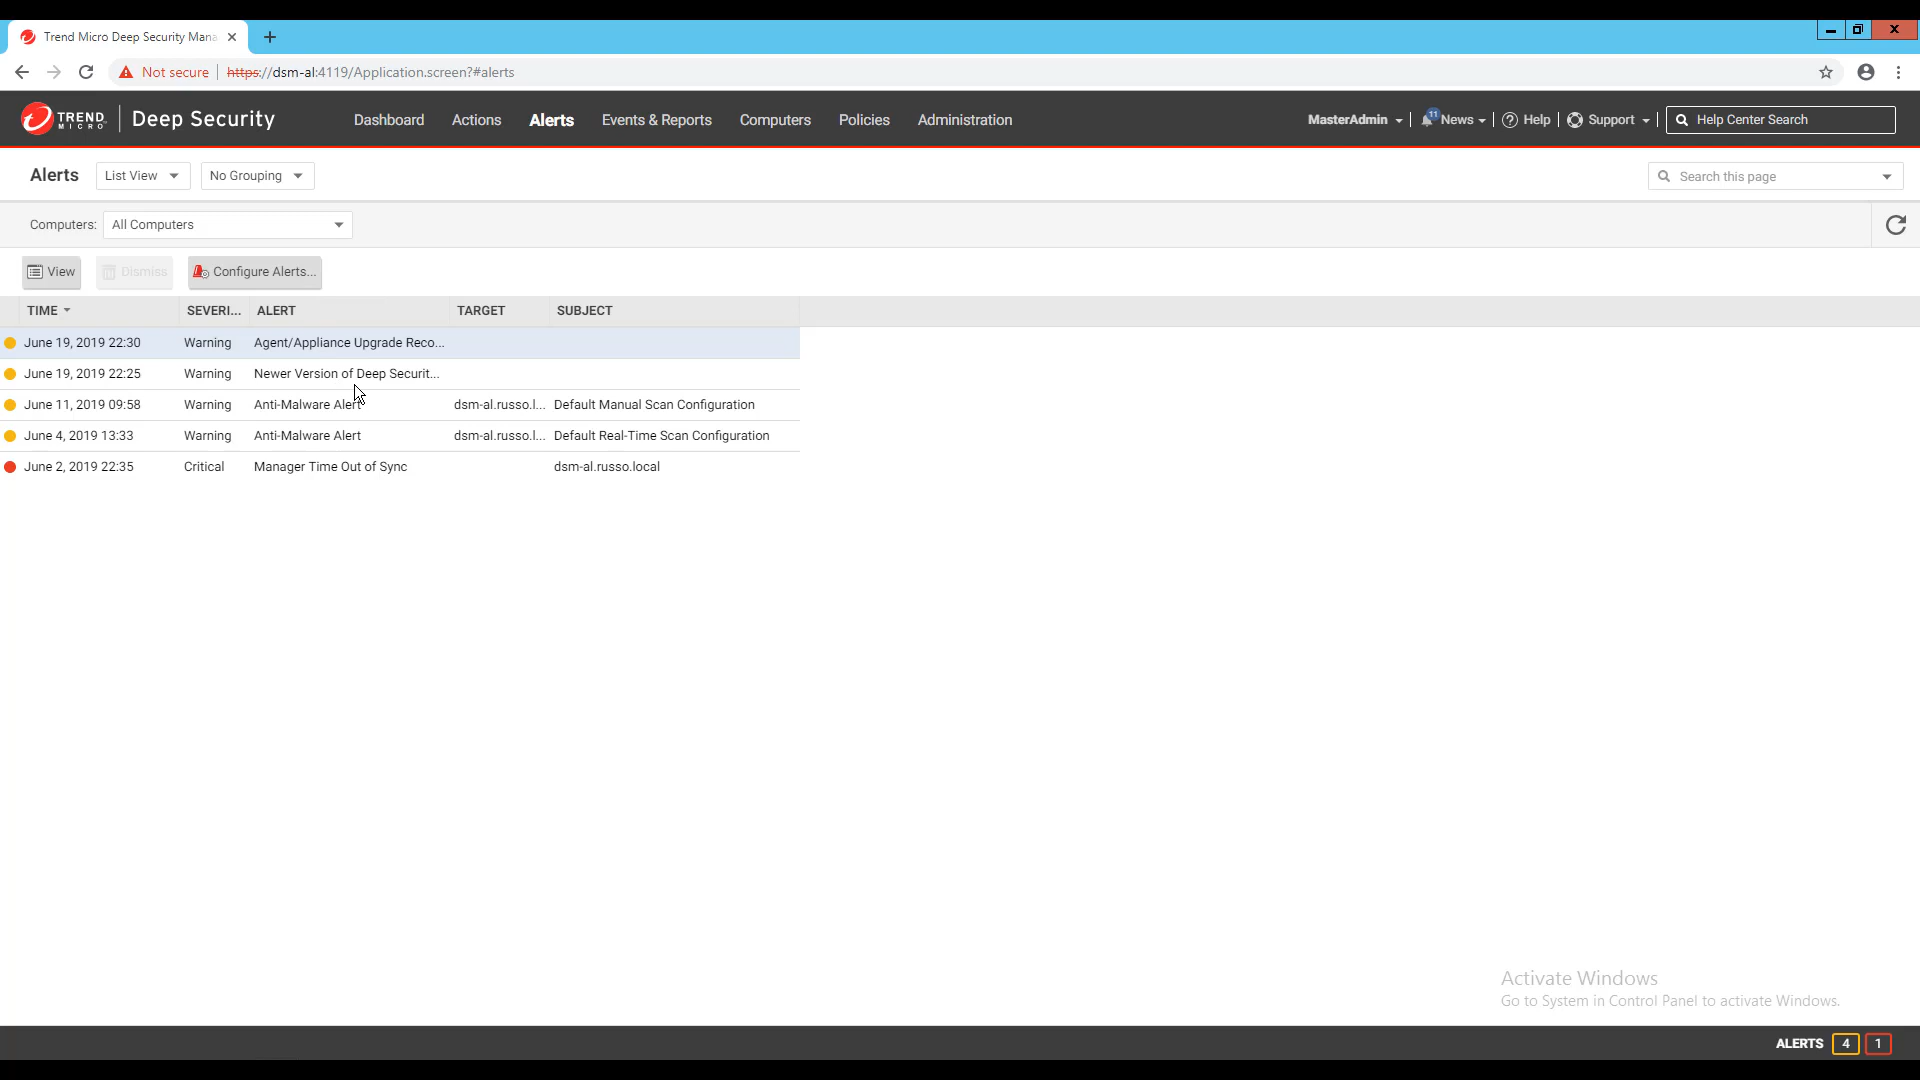 Trend Micro Deep Security Mana
Not secure https://dsm-al:4119/Application.screen?#alerts
TREND MICRO Deep Security Dashboard Actions Alerts Events & Reports Computers Policies Administration MasterAdmin 11 News Help Support Help Center Search
Alerts List View No Grouping Search this page
Computers: All Computers
View Dismiss Configure Alerts...
TIME SEVERI... ALERT TARGET SUBJECT
June 19, 2019 22:30 Warning Agent/Appliance Upgrade Reco...
June 19, 2019 22:25 Warning Newer Version of Deep Securit...
June 11, 2019 09:58 Warning Anti-Malware Alert dsm-al.russo.l... Default Manual Scan Configuration
June 4, 2019 13:33 Warning Anti-Malware Alert dsm-al.russo.l... Default Real-Time Scan Configuration
June 2, 2019 22:35 Critical Manager Time Out of Sync dsm-al.russo.local
Activate Windows
Go to System in Control Panel to activate Windows.
ALERTS 4 1